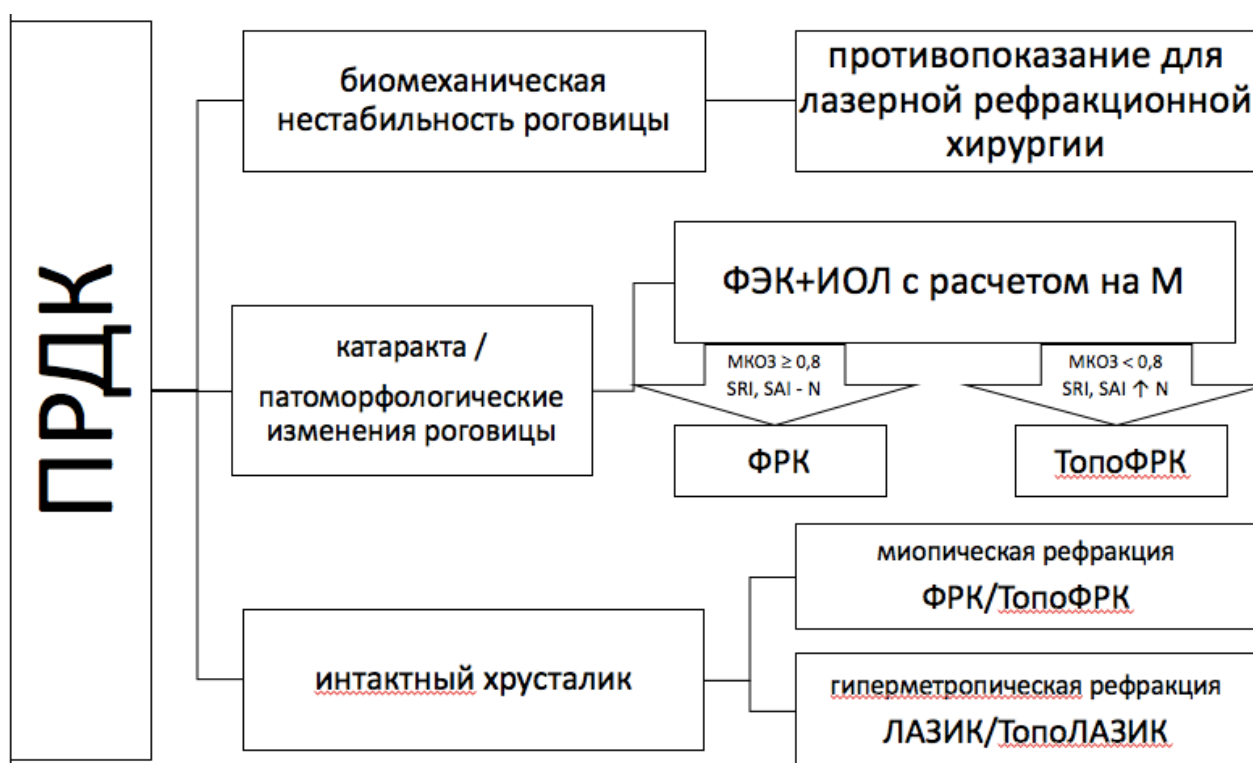 ПРДК
биомеханическая
нестабильность роговицы
противопоказание для
лазерной рефракционной
хирургии
катаракта /
патоморфологические
изменения роговицы
ФЭК+ИОЛ с расчетом на М
МКОЗ ≥ 0,8
SRI, SAI - N
МКОЗ < 0,8
SRI, SAI ↑ N
ФРК
ТопоФРК
интактный хрусталик
миопическая рефракция
ФРК/ТопоФРК
гиперметропическая рефракция
ЛАЗИК/ТопоЛАЗИК